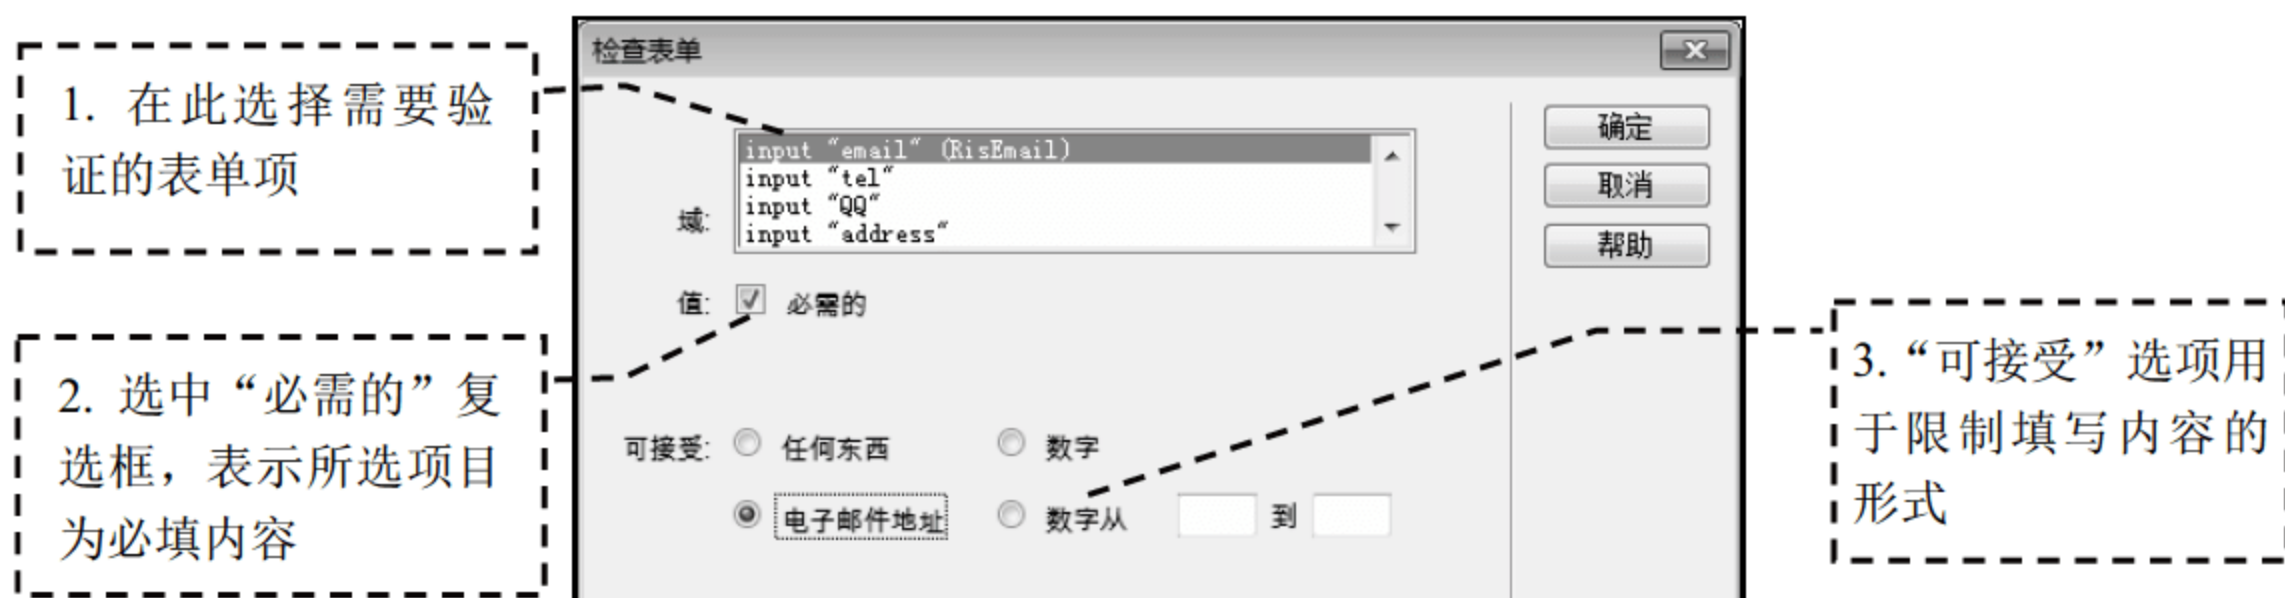 检查表单
1. 在此选择需要验
证的表单项
确定
input "email" (RisEmail)
input "tel"
取消
input "QQ"
域:
input "address"
帮助
值:
必需的
2. 选中“必需的”复
选框，表示所选项目
为必填内容
3.“可接受”选项用
于限制填写内容的
形式
可接受:
任何东西
数字
电子邮件地址
数字从
到